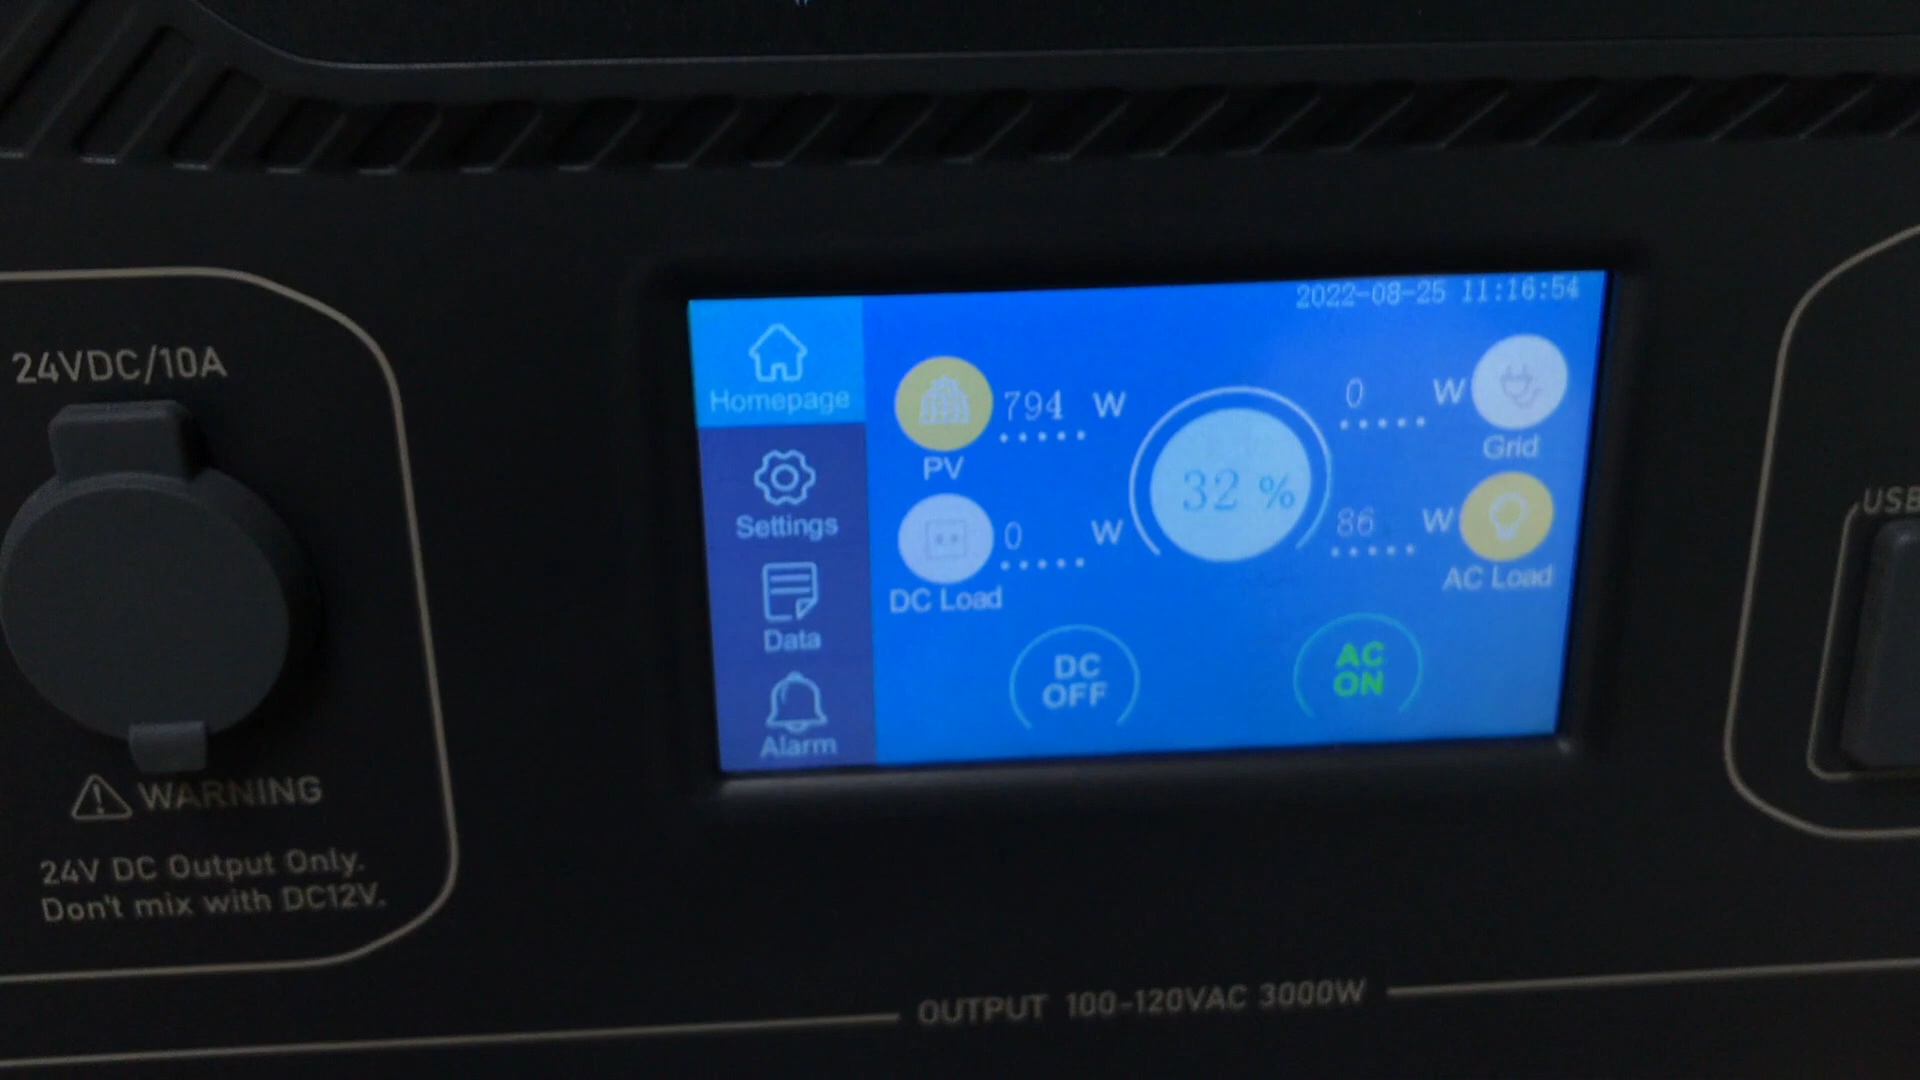 24VDC/10A
WARNING
24V DC Output Only.
Don't mix with DC12V.
2022-08-25 11:16:54
Homepage
Settings
Data
Alarm
794 W
PV
0 W
DC Load
32 %
0 W
Grid
86 W
AC Load
DC
OFF
AC
ON
USB
OUTPUT 100-120VAC 3000W